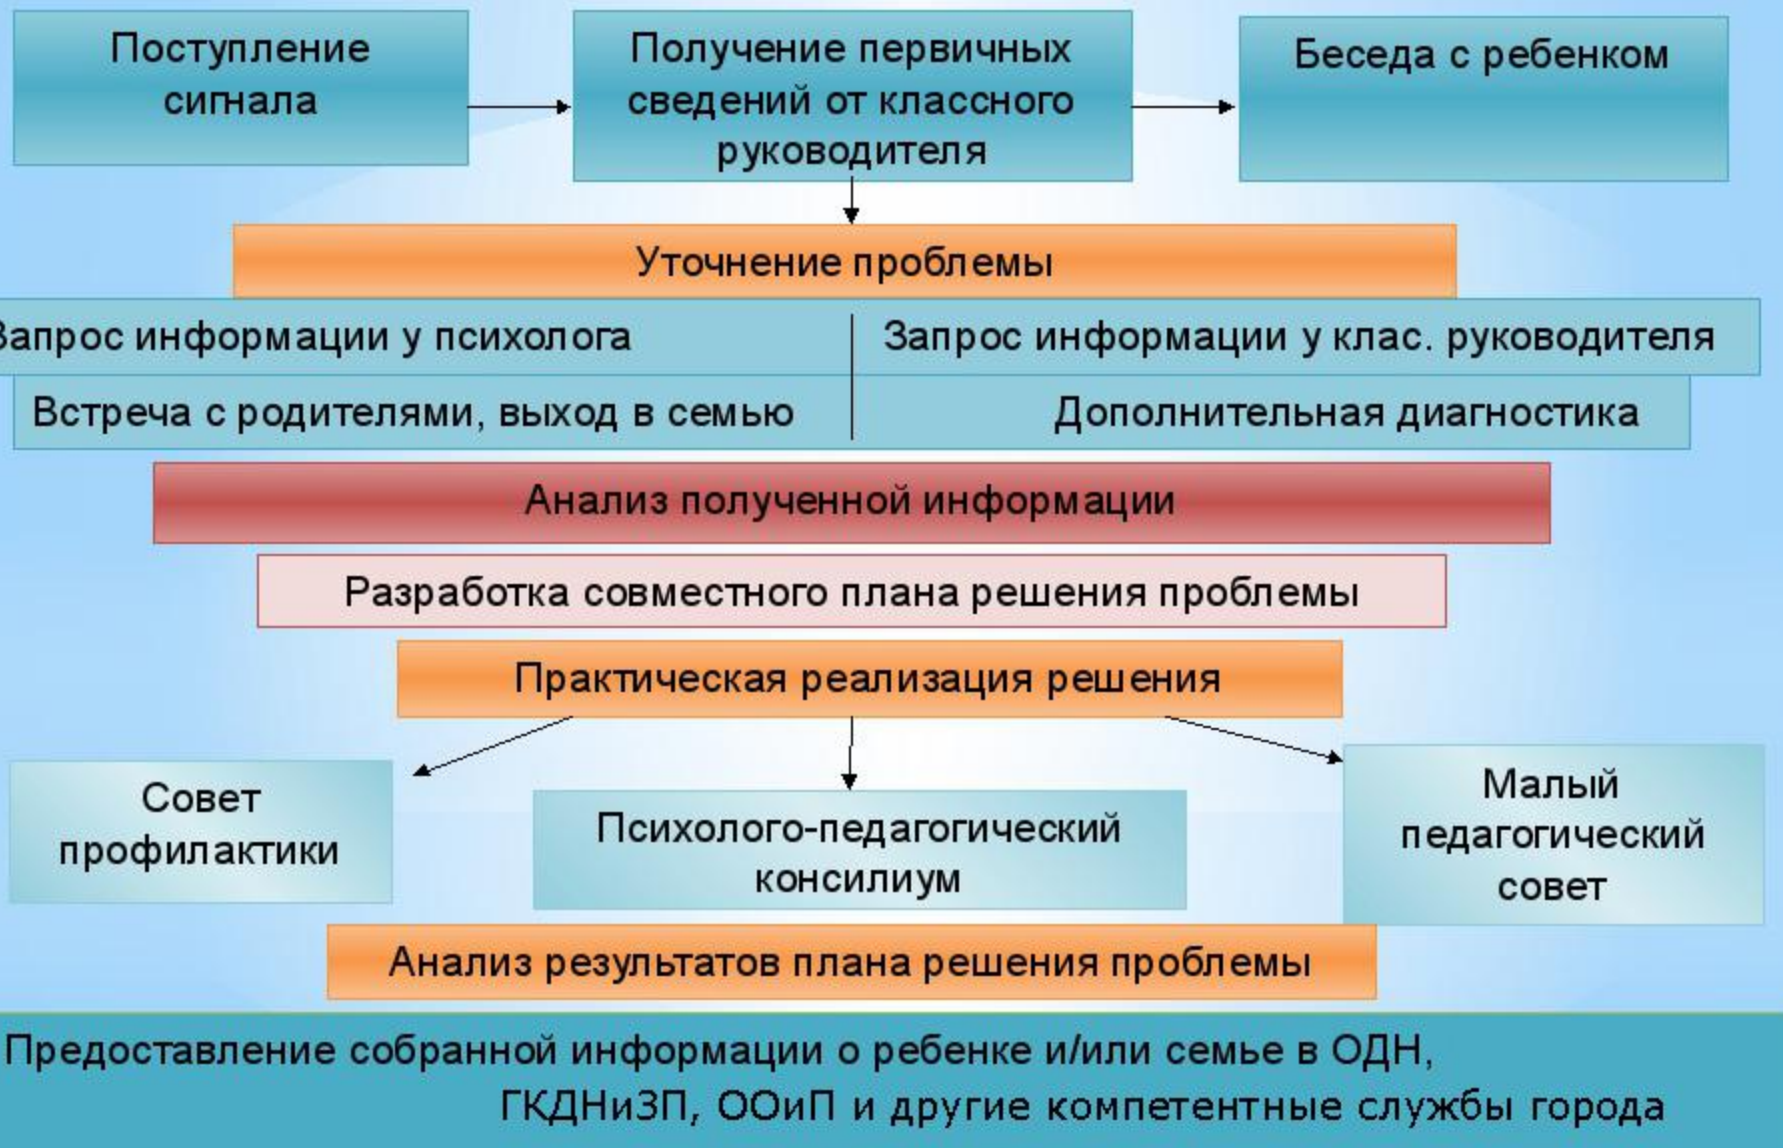 Поступление
сигнала
Получение первичных
сведений от классного
руководителя
Беседа с ребенком
Уточнение проблемы
Запрос информации у психолога
Запрос информации у клас. руководителя
Встреча с родителями, выход в семью
Дополнительная диагностика
Анализ полученной информации
Разработка совместного плана решения проблемы
Практическая реализация решения
Совет
профилактики
Психолого-педагогический
консилиум
Малый
педагогический
совет
Анализ результатов плана решения проблемы
Предоставление собранной информации о ребенке и/или семье в ОДН,
ГКДНиЗП, ООиП и другие компетентные службы города